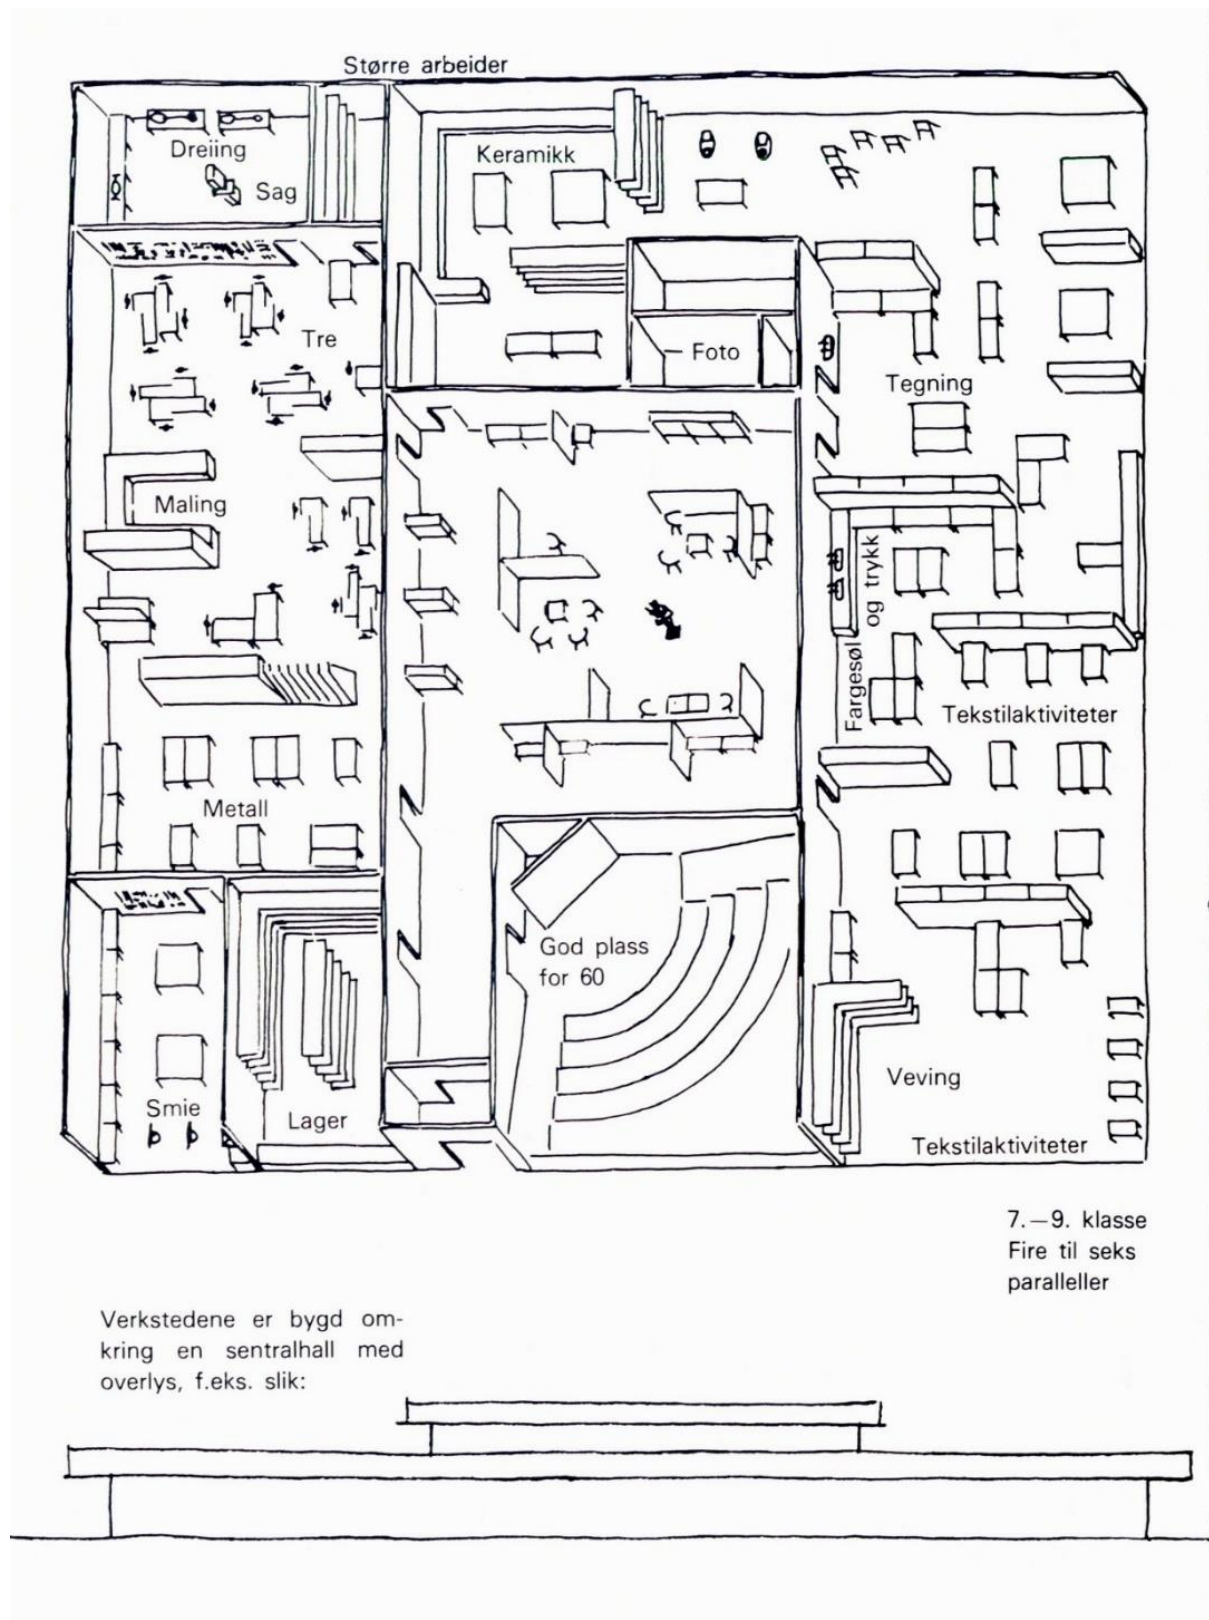 Større arbeider
Dreiing
Sag
Keramikk
Tre
Foto
Tegning
Maling
Fargesøl
og trykk
Tekstilaktiviteter
Metall
God plass
for 60
Smie
Lager
Veving
Tekstilaktiviteter
7.—9. klasse
Fire til seks
paralleller
Verkstedene er bygd om-
kring en sentralhall med
overlys, f.eks. slik: